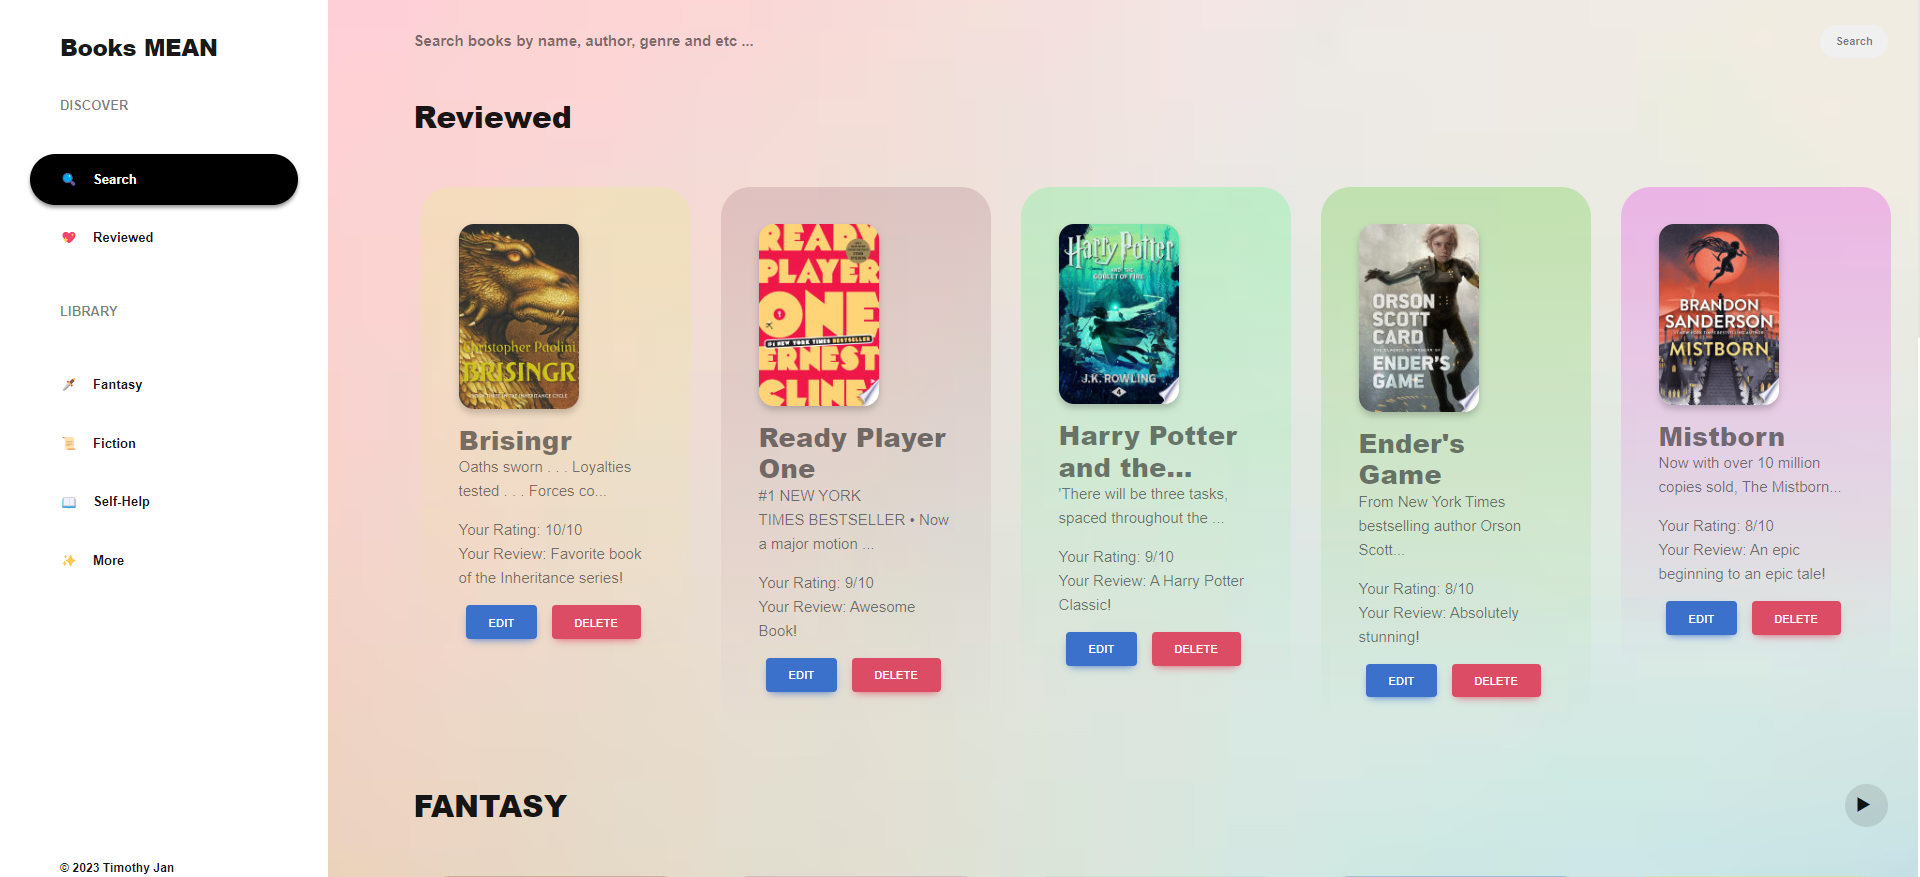 Books MEAN
DISCOVER
Search
Reviewed
LIBRARY
Fantasy
Fiction
Self-Help
More
© 2023 Timothy Jan
Search books by name, author, genre and etc ...
Search
Reviewed
Christopher Paolini
BRISINGR
Brisingr
Oaths sworn . . . Loyalties
tested . . . Forces co...
Your Rating: 10/10
Your Review: Favorite book
of the Inheritance series!
EDIT
DELETE
READY
PLAYER
ONE
#1 NEW YORK TIMES BESTSELLER
ERNEST
CLINE
Ready Player
One
#1 NEW YORK
TIMES BESTSELLER • Now
a major motion ...
Your Rating: 9/10
Your Review: Awesome
Book!
EDIT
DELETE
Harry Potter
AND THE
GOBLET OF FIRE
J.K. ROWLING
4
Harry Potter
and the...
'There will be three tasks,
spaced throughout the ...
Your Rating: 9/10
Your Review: A Harry Potter
Classic!
EDIT
DELETE
ORSON
SCOTT
CARD
ENDER'S
GAME
Ender's
Game
From New York Times
bestselling author Orson
Scott...
Your Rating: 8/10
Your Review: Absolutely
stunning!
EDIT
DELETE
BRANDON
SANDERSON
MISTBORN
Mistborn
Now with over 10 million
copies sold, The Mistborn...
Your Rating: 8/10
Your Review: An epic
beginning to an epic tale!
EDIT
DELETE
FANTASY